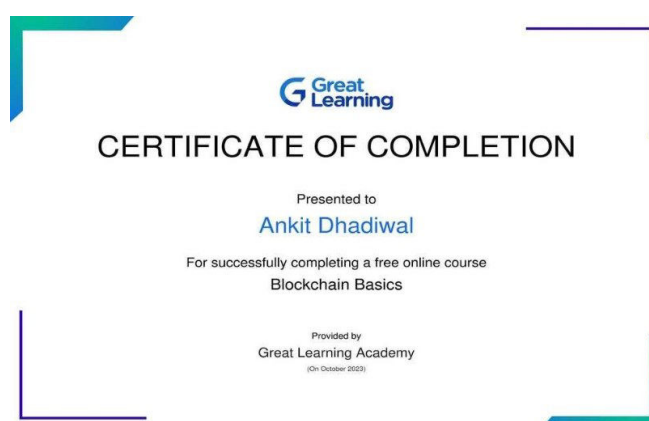 Great
Learning
CERTIFICATE OF COMPLETION
Presented to
Ankit Dhadiwal
For successfully completing a free online course
Blockchain Basics
Provided by
Great Learning Academy
(On October 2023)